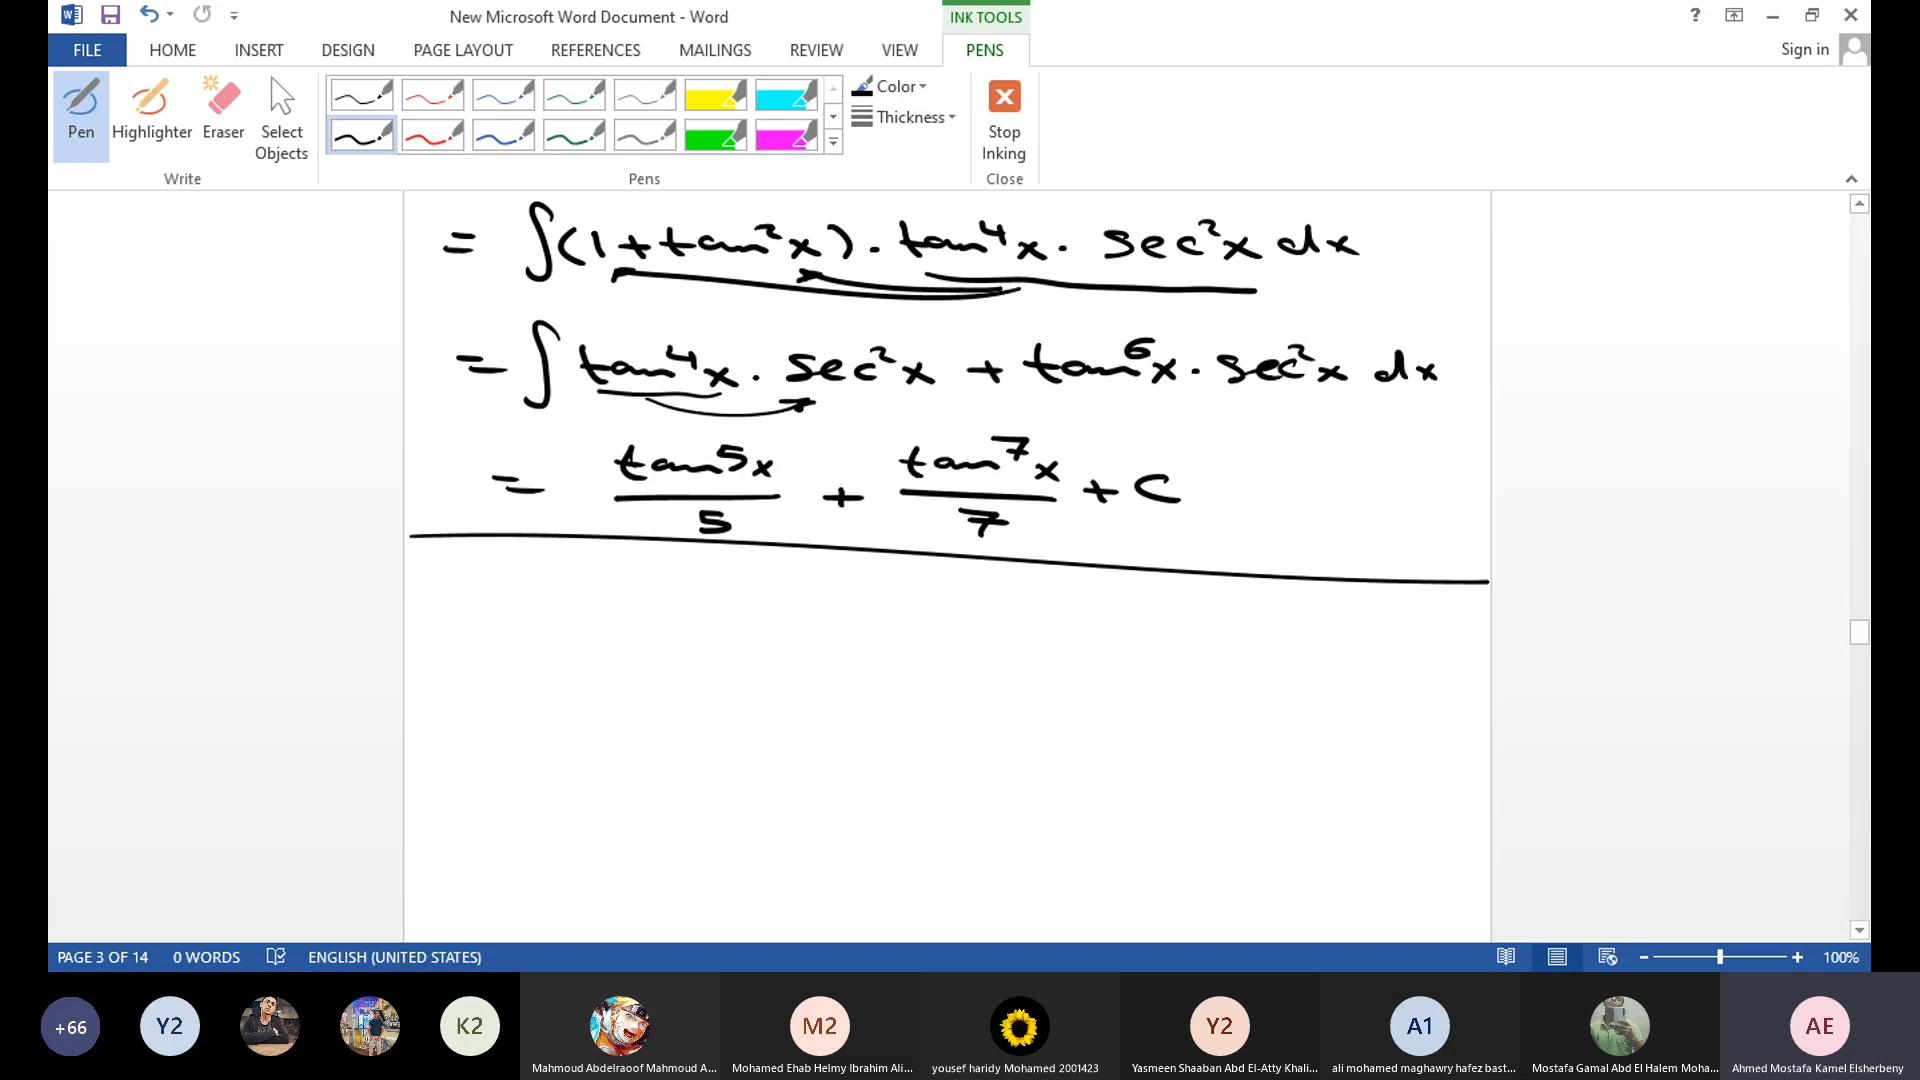 New Microsoft Word Document - Word
INK TOOLS
?
FILE
HOME
INSERT
DESIGN
PAGE LAYOUT
REFERENCES
MAILINGS
REVIEW
VIEW
PENS
Sign in
Pen
Highlighter
Eraser
Select Objects
Color
Thickness
Stop Inking
Write
Pens
Close
= ∫(1+tan²x). tan⁴x. sec²x dx
= ∫ tan⁴x. sec²x + tan⁶x. sec²x dx
= tan⁵x/5 + tan⁷x/7 + C
PAGE 3 OF 14
0 WORDS
ENGLISH (UNITED STATES)
100%
+66
Y2
K2
M2
Y2
A1
AE
Mahmoud Abdelraoof Mahmoud A...
Mohamed Ehab Helmy Ibrahim Ali...
yousef haridy Mohamed 2001423
Yasmeen Shaaban Abd El-Atty Khali...
ali mohamed maghawry hafez bast...
Mostafa Gamal Abd El Halem Moha...
Ahmed Mostafa Kamel Elsherbeny